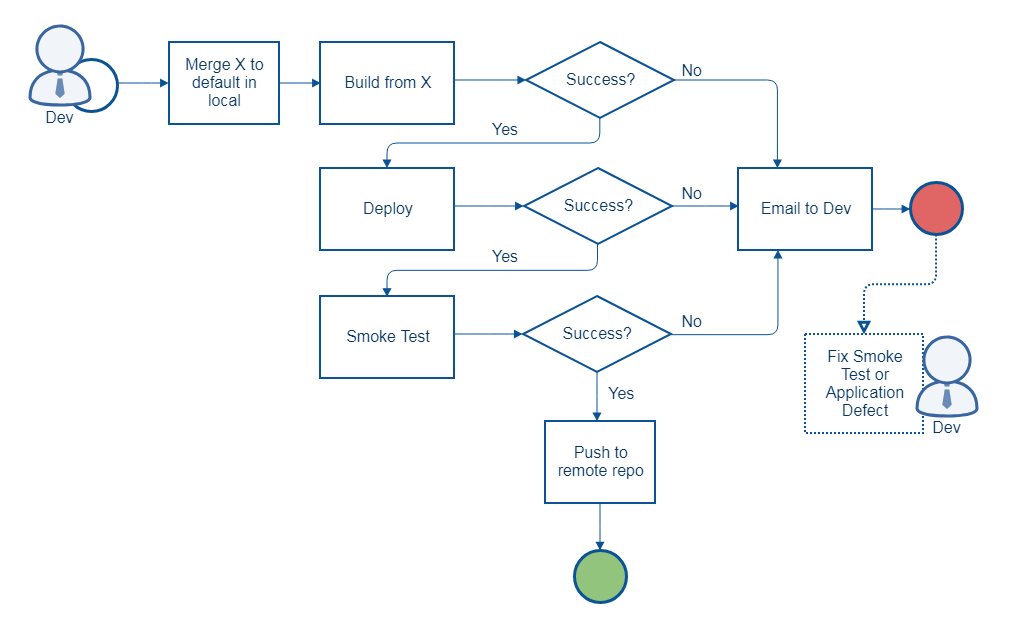 Dev
Merge X to
default in
local
Build from X
Success?
No
Yes
Deploy
Success?
No
Email to Dev
Yes
Smoke Test
Success?
No
Yes
Fix Smoke
Test or
Application
Defect
Dev
Push to
remote repo